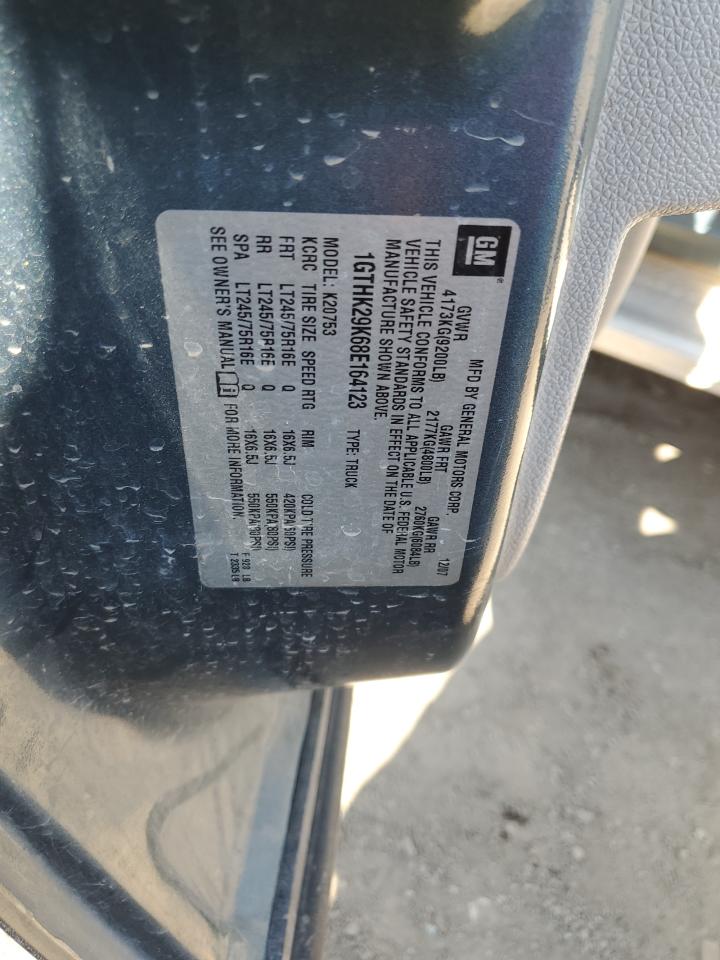 GM
MFD BY GENERAL MOTORS CORP.
12/07
GVWR GAWR FRT GAWR RR
4173KG(9200LB) 2177KG(4800LB) 2760KG(6084LB)
THIS VEHICLE CONFORMS TO ALL APPLICABLE U.S. FEDERAL MOTOR
VEHICLE SAFETY STANDARDS IN EFFECT ON THE DATE OF
MANUFACTURE SHOWN ABOVE.
1GTHK29K68E164123 TYPE: TRUCK
MODEL: K20753
KCRC TIRE SIZE SPEED RTG RIM COLD TIRE PRESSURE
FRT LT245/75R16E Q 16X6.5J 420KPA(60PSI)
RR LT245/75R16E Q 16X6.5J 550KPA(80PSI)
SPA LT245/75R16E Q 16X6.5J 550KPA(80PSI)
SEE OWNER'S MANUAL FOR MORE INFORMATION.
F 928 LB
T 2335 LB